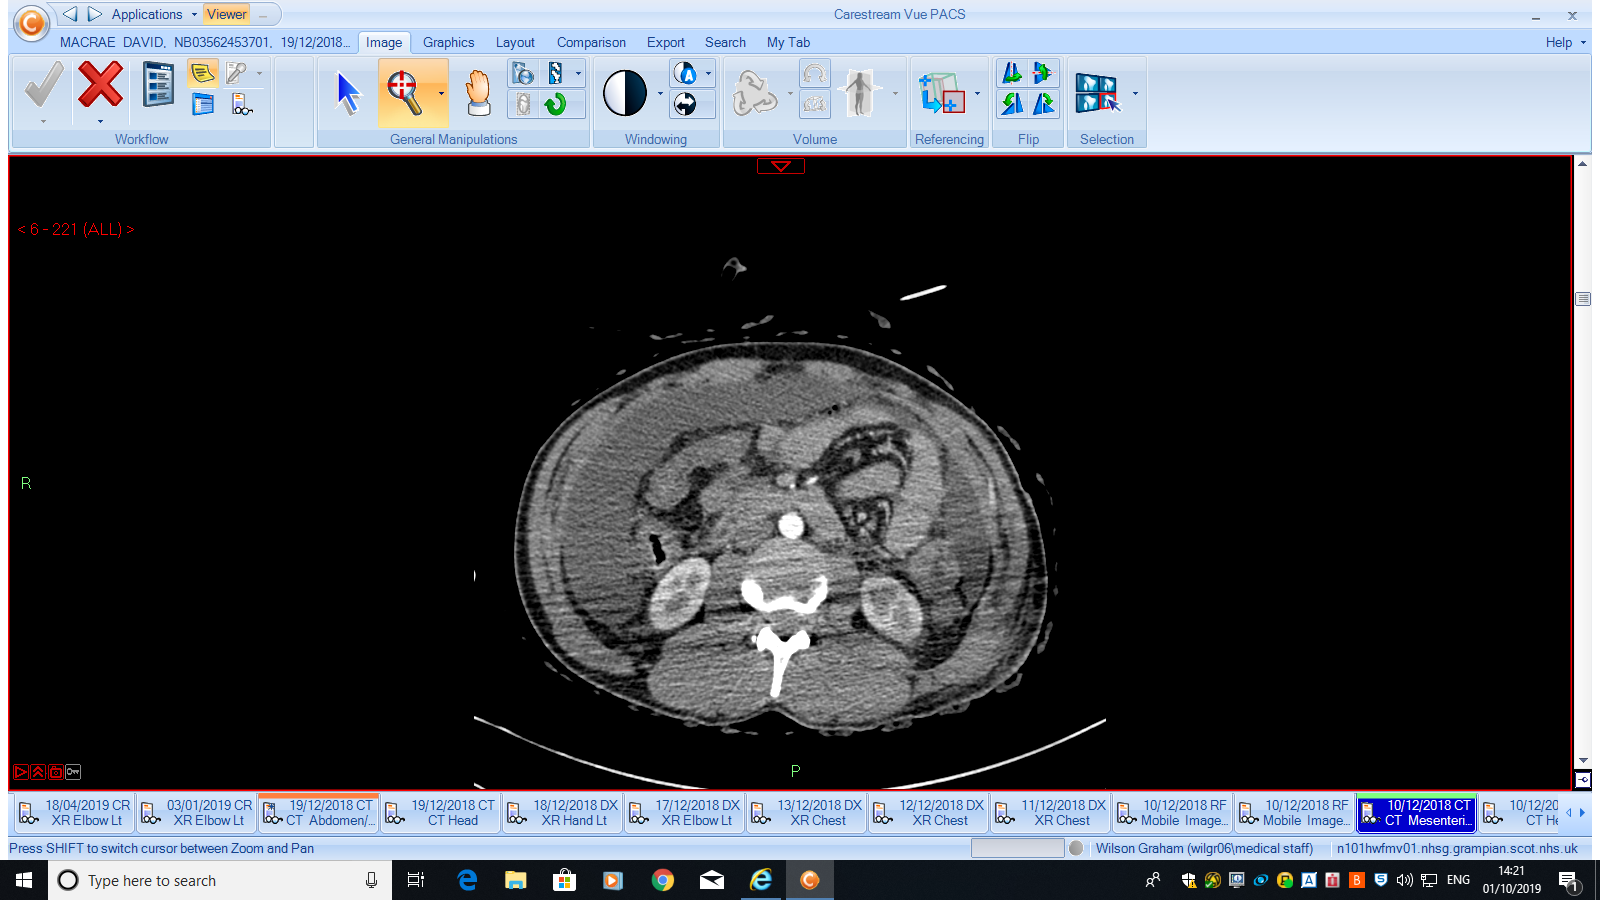 Applications Viewer Carestream Vue PACS
MACRAE DAVID, NB03562453701, 19/12/2018... Image Graphics Layout Comparison Export Search My Tab Help
Workflow General Manipulations Windowing Volume Referencing Flip Selection
< 6 - 221 (ALL) >
R
P
18/04/2019 CR
XR Elbow Lt
03/01/2019 CR
XR Elbow Lt
19/12/2018 CT
CT Abdomen/...
19/12/2018 CT
CT Head
18/12/2018 DX
XR Hand Lt
17/12/2018 DX
XR Elbow Lt
13/12/2018 DX
XR Chest
12/12/2018 DX
XR Chest
11/12/2018 DX
XR Chest
10/12/2018 RF
Mobile Image...
10/12/2018 RF
Mobile Image...
10/12/2018 CT
CT Mesenteri...
10/12/20
CT He
Press SHIFT to switch cursor between Zoom and Pan Wilson Graham (wilgr06\medical staff) n101hwfmv01.nhsg.grampian.scot.nhs.uk
Type here to search ENG 14:21
01/10/2019
1